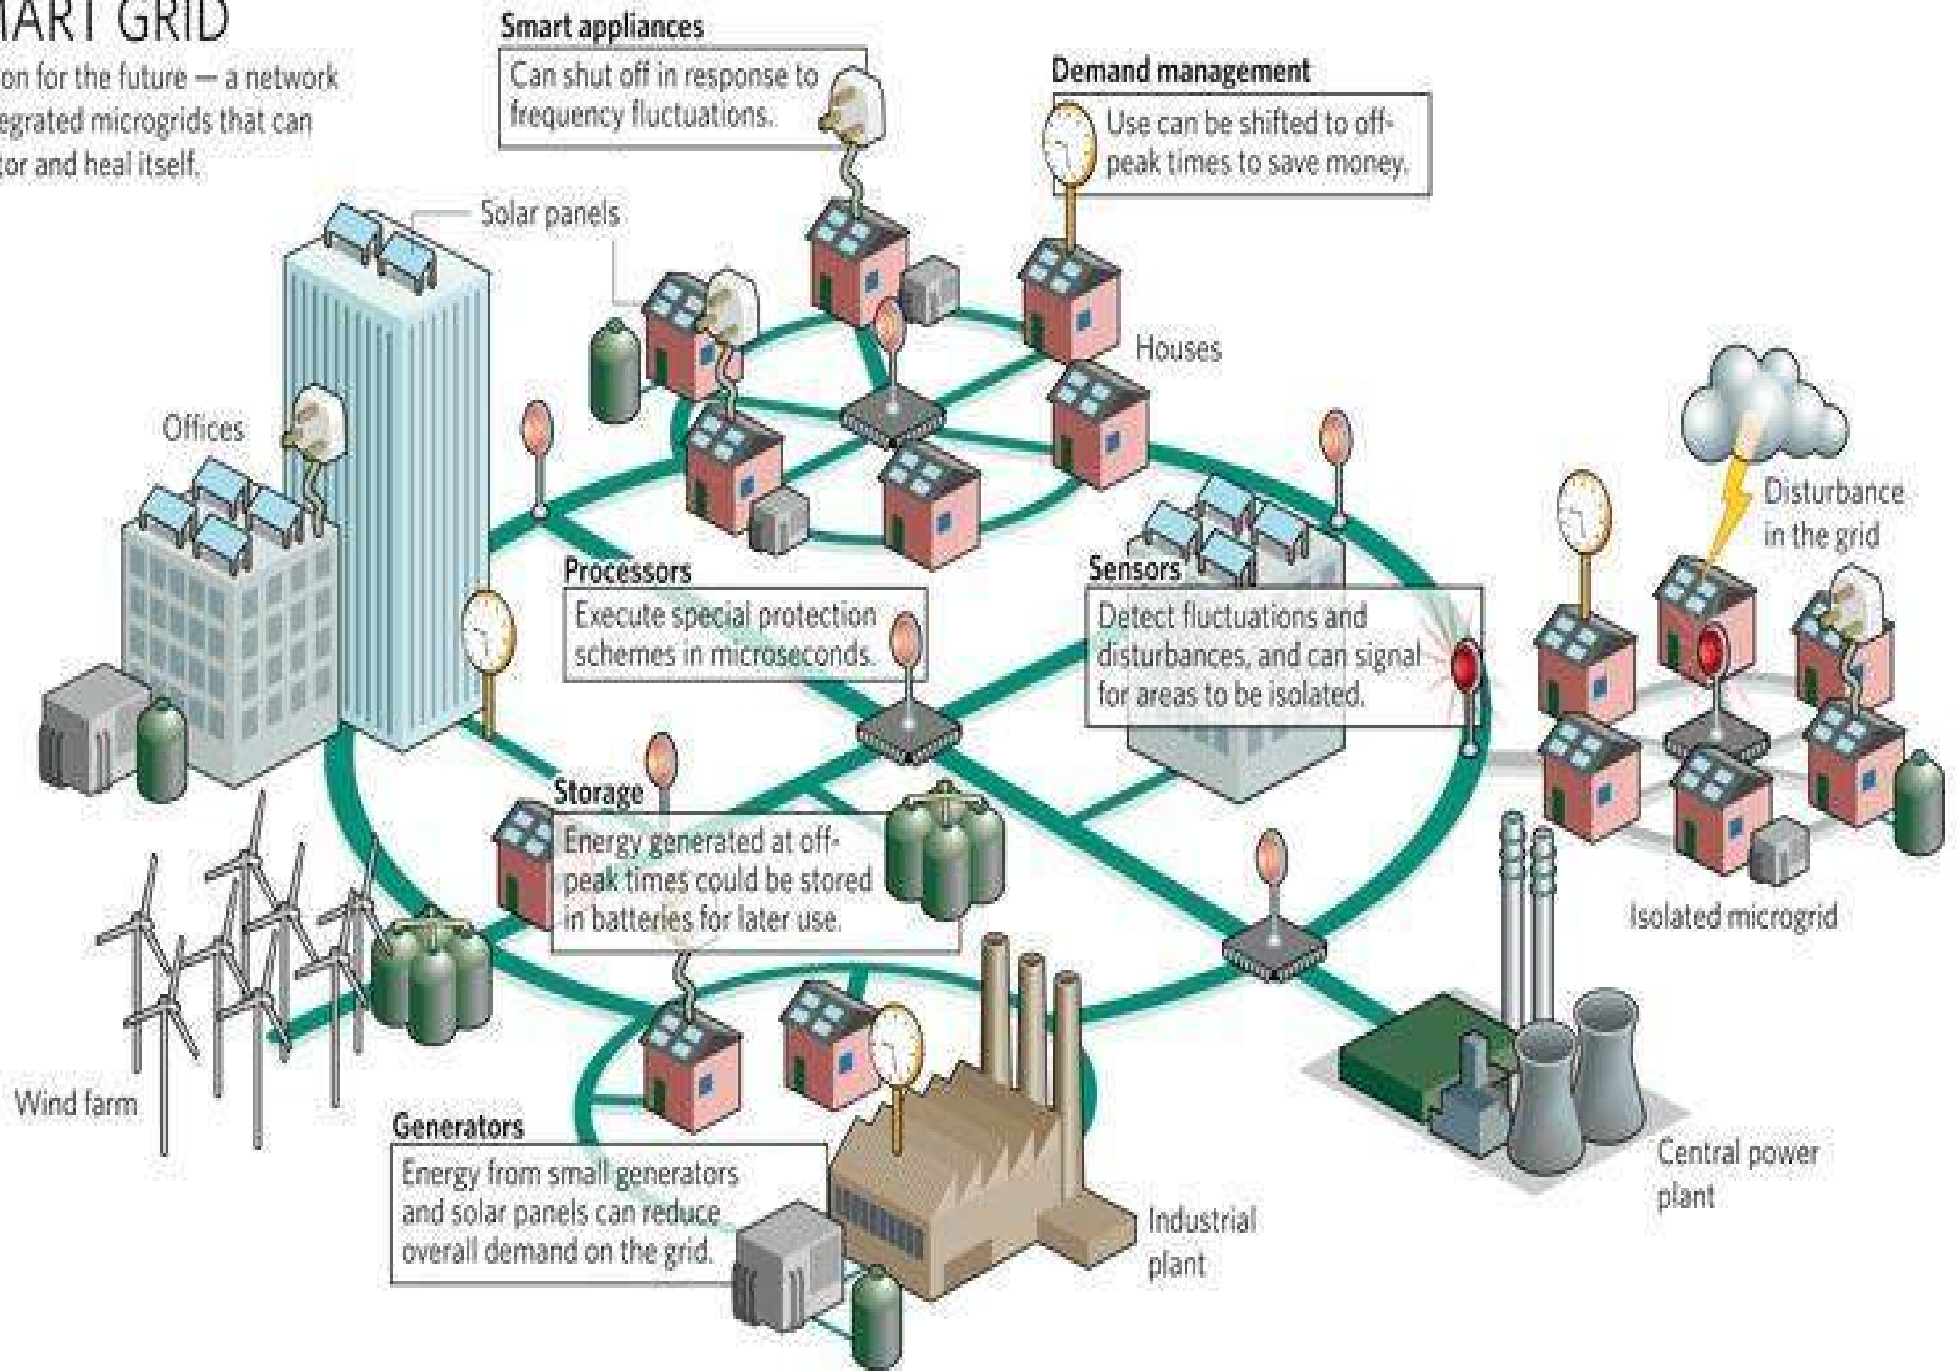 MART GRID
on for the future — a network
egrated microgrids that can
tor and heal itself.
Smart appliances
Can shut off in response to
frequency fluctuations.
Demand management
Use can be shifted to off-
peak times to save money.
Solar panels
Houses
Offices
Disturbance
in the grid
Processors
Execute special protection
schemes in microseconds.
Sensors
Detect fluctuations and
disturbances, and can signal
for areas to be isolated.
Storage
Energy generated at off-
peak times could be stored
in batteries for later use.
Isolated microgrid
Wind farm
Generators
Energy from small generators
and solar panels can reduce
overall demand on the grid.
Industrial
plant
Central power
plant